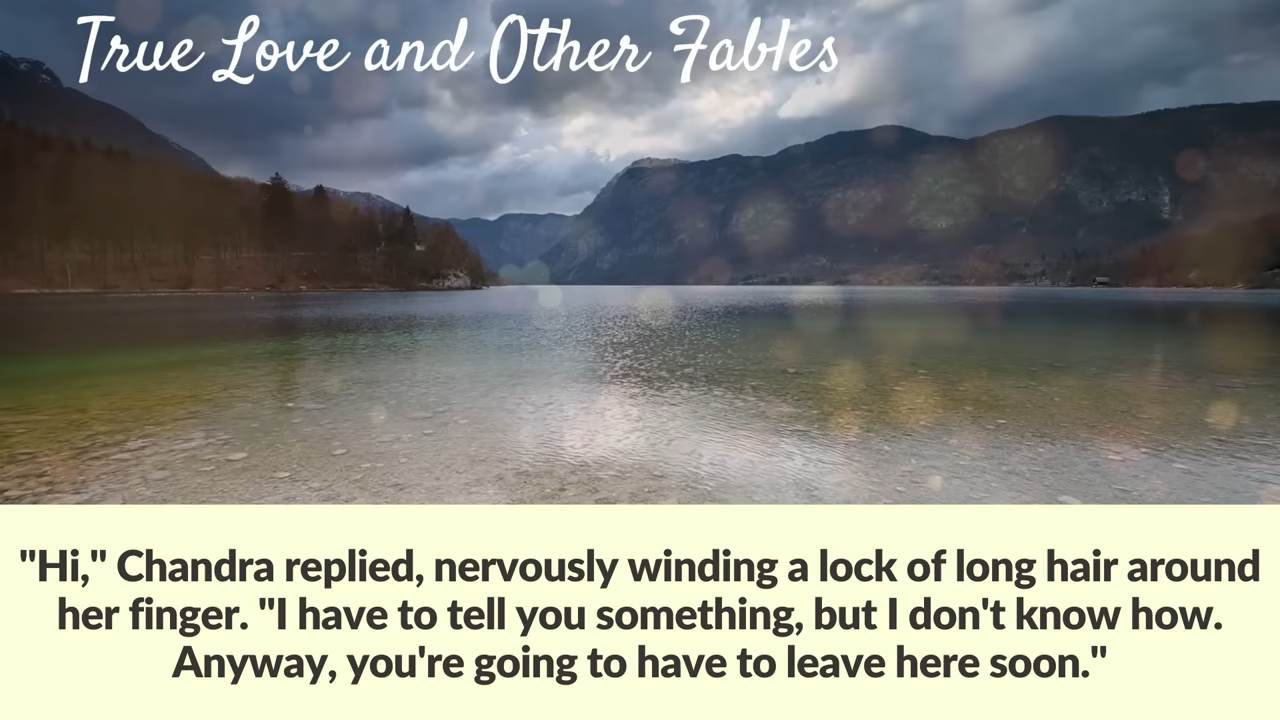 True Love and Other Fables
"Hi," Chandra replied, nervously winding a lock of long hair around
her finger. "I have to tell you something, but I don't know how.
Anyway, you're going to have to leave here soon."